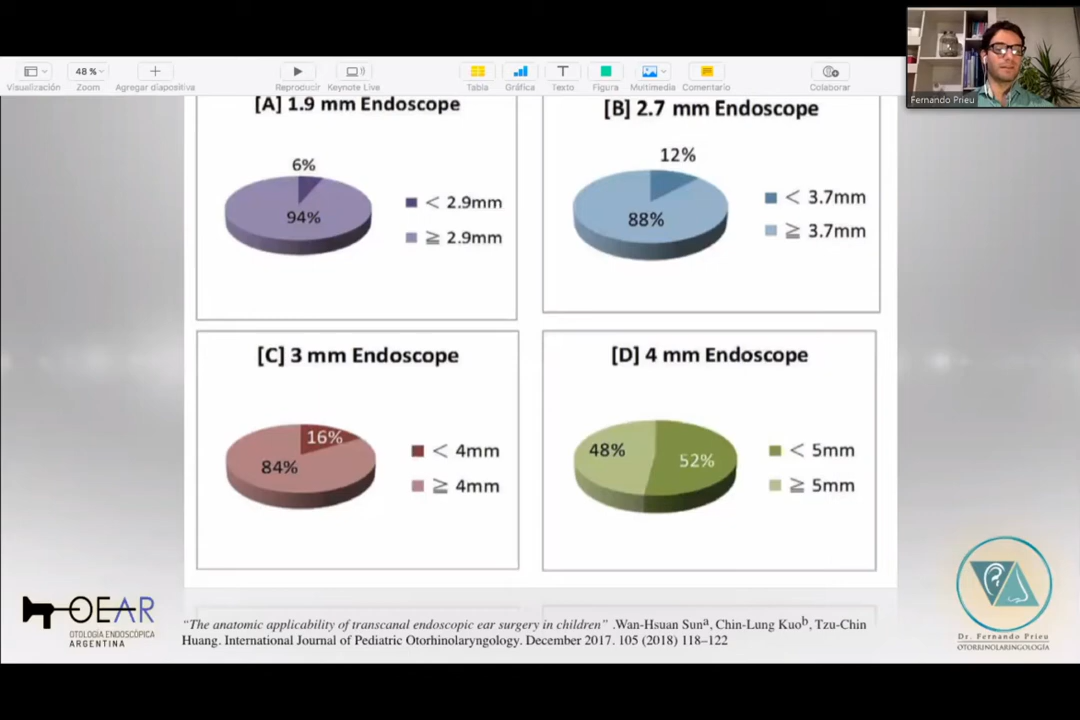 48 %
Visualización
Zoom
Agregar diapositiva
Reproducir
Keynote Live
Tabla
Gráfica
T
Texto
Figura
Multimedia
Comentario
Colaborar
Fernando Prieu
[A] 1.9 mm Endoscope
6%
94%
< 2.9mm
≧ 2.9mm
[B] 2.7 mm Endoscope
12%
88%
< 3.7mm
≧ 3.7mm
[C] 3 mm Endoscope
16%
84%
< 4mm
≧ 4mm
[D] 4 mm Endoscope
48%
52%
< 5mm
≧ 5mm
OEAR
OTOLOGÍA ENDOSCÓPICA
ARGENTINA
“The anatomic applicability of transcanal endoscopic ear surgery in children” .Wan-Hsuan Sunᵃ, Chin-Lung Kuoᵇ, Tzu-Chin
Huang. International Journal of Pediatric Otorhinolaryngology. December 2017. 105 (2018) 118–122
Dr. Fernando Prieu
OTORRINOLARINGOLOGÍA